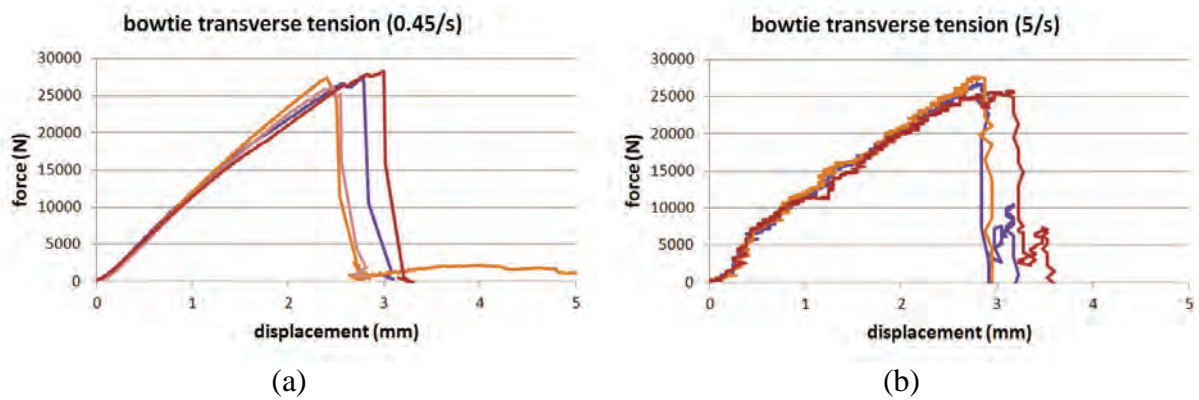 bowtie transverse tension (0.45/s)
30000
25000
20000
15000
10000
5000
0
force (N)
0 1 2 3 4 5
displacement (mm)
(a)
bowtie transverse tension (5/s)
30000
25000
20000
15000
10000
5000
0
force (N)
0 1 2 3 4 5
displacement (mm)
(b)